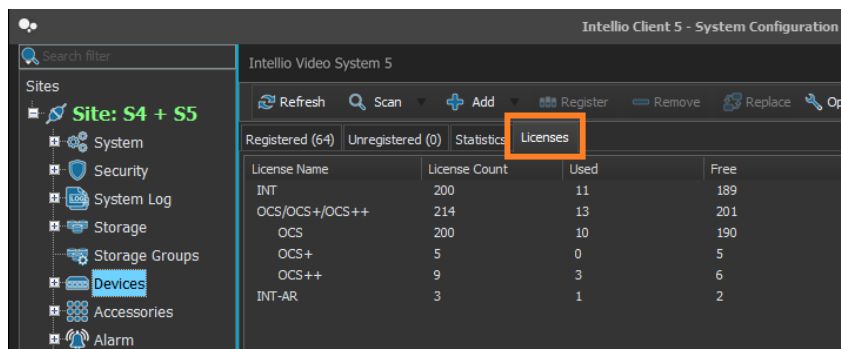 Intellio Client 5 - System Configuration
Search filter
Intellio Video System 5
Sites
Refresh Scan Add Register Remove Replace Op
Site: S4 + S5
Registered (64) Unregistered (0) Statistics Licenses
System
Security
System Log
Storage
Storage Groups
Devices
Accessories
Alarm
License Name License Count Used Free
INT 200 11 189
OCS/OCS+/OCS++ 214 13 201
OCS 200 10 190
OCS+ 5 0 5
OCS++ 9 3 6
INT-AR 3 1 2